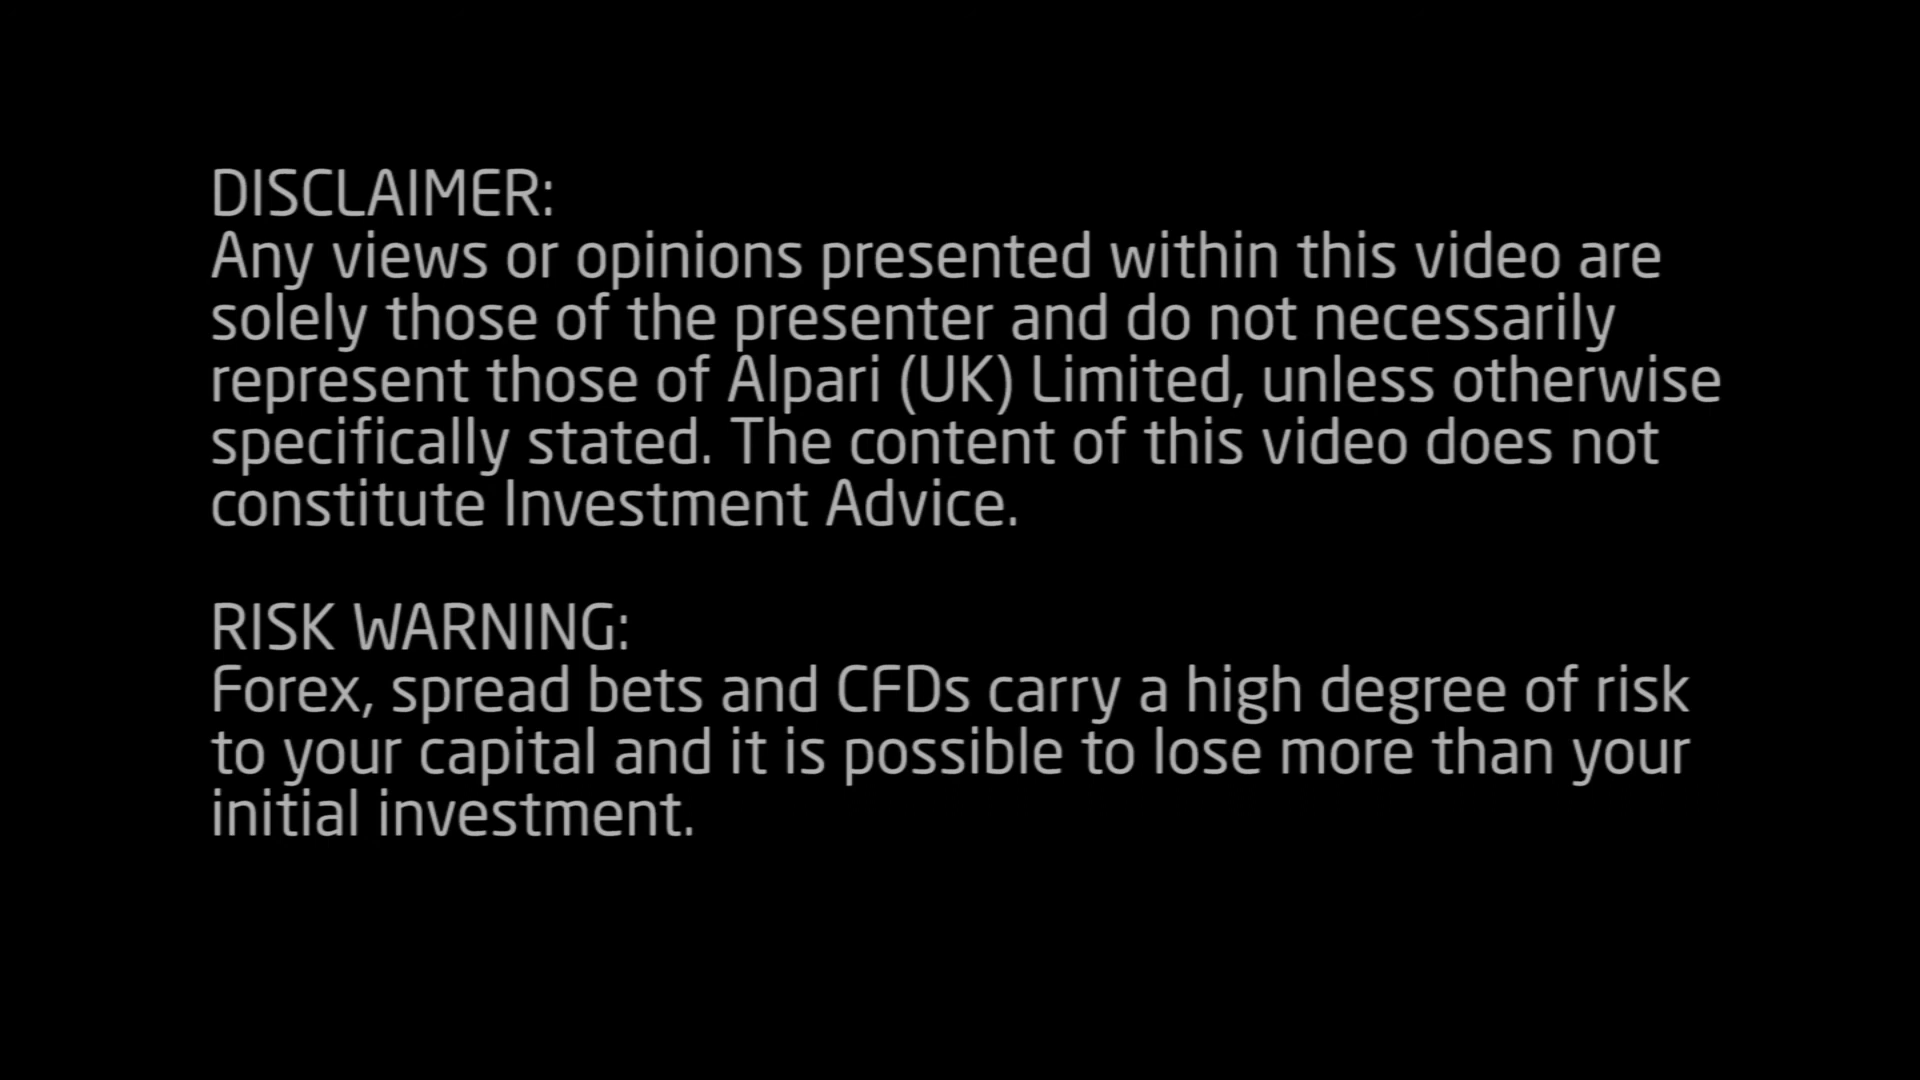 DISCLAIMER:
Any views or opinions presented within this video are
solely those of the presenter and do not necessarily
represent those of Alpari (UK) Limited, unless otherwise
specifically stated. The content of this video does not
constitute Investment Advice.
RISK WARNING:
Forex, spread bets and CFDs carry a high degree of risk
to your capital and it is possible to lose more than your
initial investment.